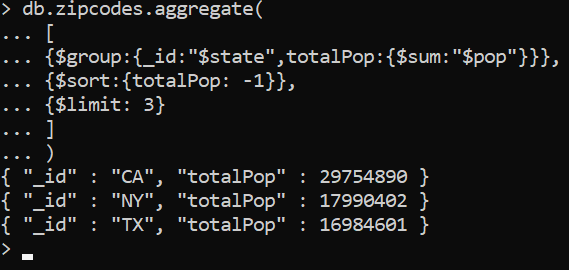 > db.zipcodes.aggregate(
... [
... {$group:{_id:"$state",totalPop:{$sum:"$pop"}}},
... {$sort:{totalPop: -1}},
... {$limit: 3}
... ]
... )
{ "_id" : "CA", "totalPop" : 29754890 }
{ "_id" : "NY", "totalPop" : 17990402 }
{ "_id" : "TX", "totalPop" : 16984601 }
>